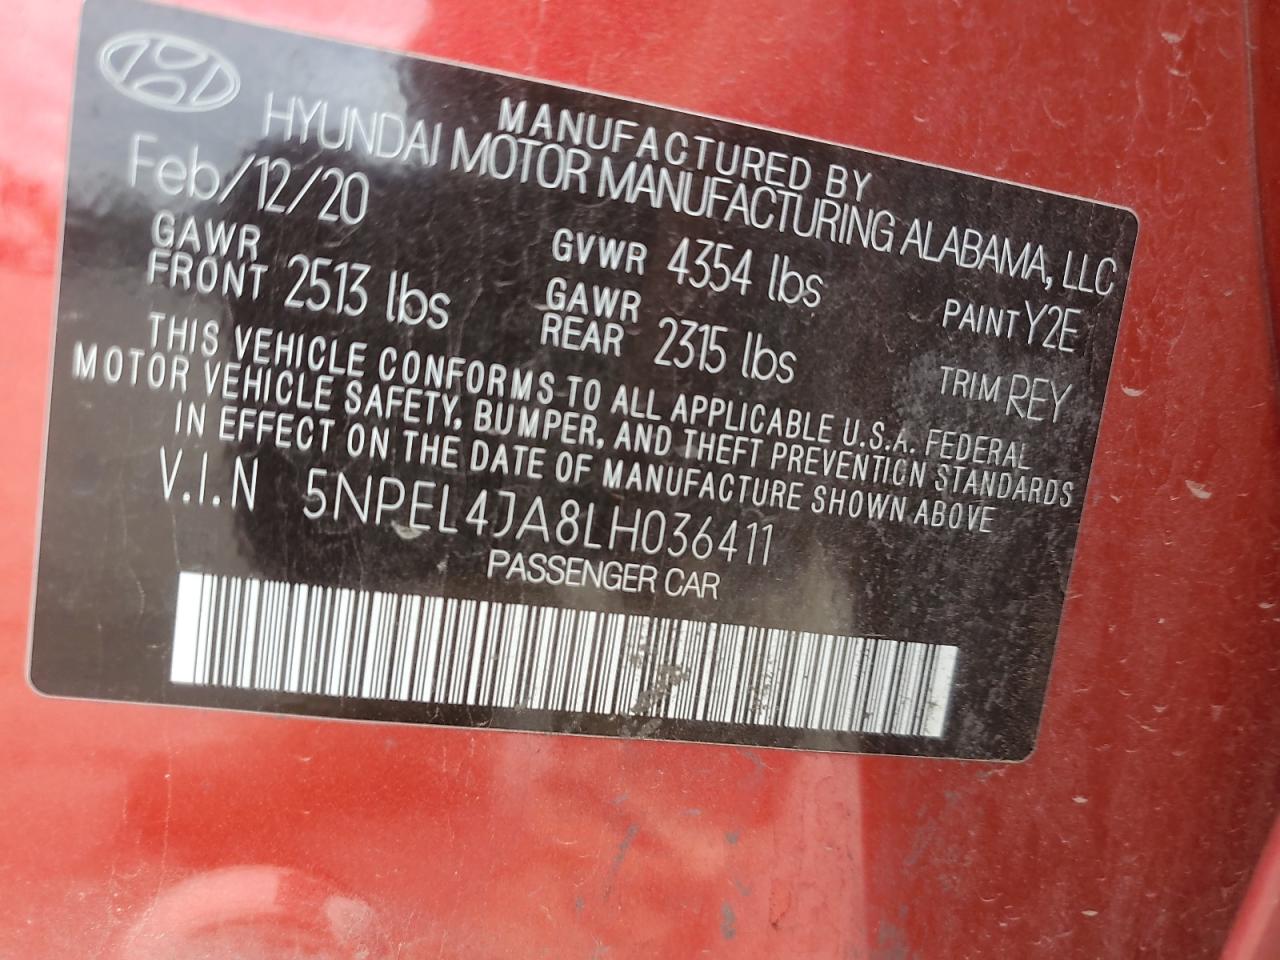 MANUFACTURED BY
HYUNDAI MOTOR MANUFACTURING ALABAMA, LLC
Feb/12/20
GVWR 4354 lbs
PAINT Y2E
GAWR FRONT 2513 lbs
GAWR REAR 2315 lbs
TRIM REY
THIS VEHICLE CONFORMS TO ALL APPLICABLE U.S.A. FEDERAL
MOTOR VEHICLE SAFETY, BUMPER, AND THEFT PREVENTION STANDARDS
IN EFFECT ON THE DATE OF MANUFACTURE SHOWN ABOVE
V.I.N 5NPEL4JA8LH036411
PASSENGER CAR